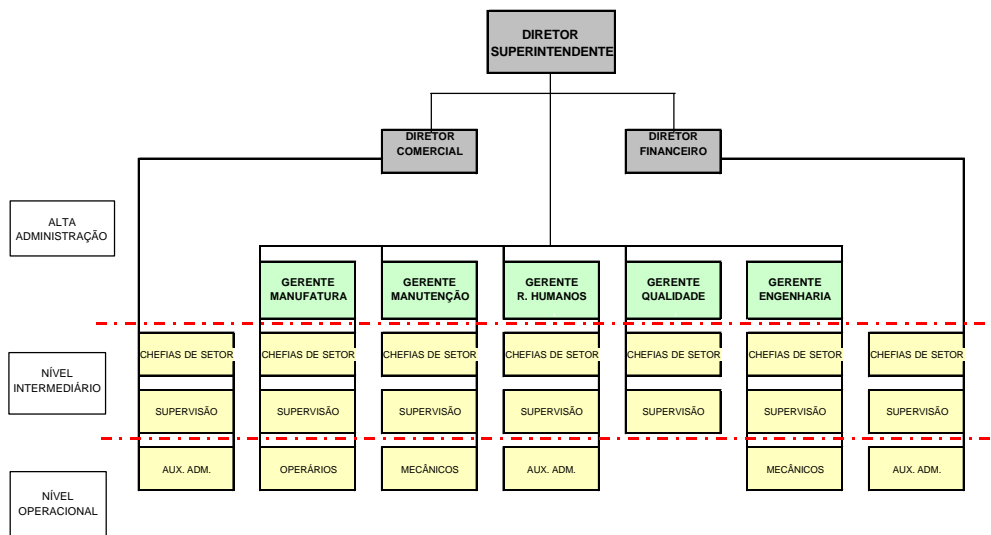 DIRETOR
SUPERINTENDENTE
DIRETOR
COMERCIAL
DIRETOR
FINANCEIRO
ALTA
ADMINISTRAÇÃO
GERENTE
MANUFATURA
GERENTE
MANUTENÇÃO
GERENTE
R. HUMANOS
GERENTE
QUALIDADE
GERENTE
ENGENHARIA
NÍVEL
INTERMEDIÁRIO
CHEFIAS DE SETOR
CHEFIAS DE SETOR
CHEFIAS DE SETOR
CHEFIAS DE SETOR
CHEFIAS DE SETOR
CHEFIAS DE SETOR
CHEFIAS DE SETOR
SUPERVISÃO
SUPERVISÃO
SUPERVISÃO
SUPERVISÃO
SUPERVISÃO
SUPERVISÃO
SUPERVISÃO
NÍVEL
OPERACIONAL
AUX. ADM.
OPERÁRIOS
MECÂNICOS
AUX. ADM.
MECÂNICOS
AUX. ADM.